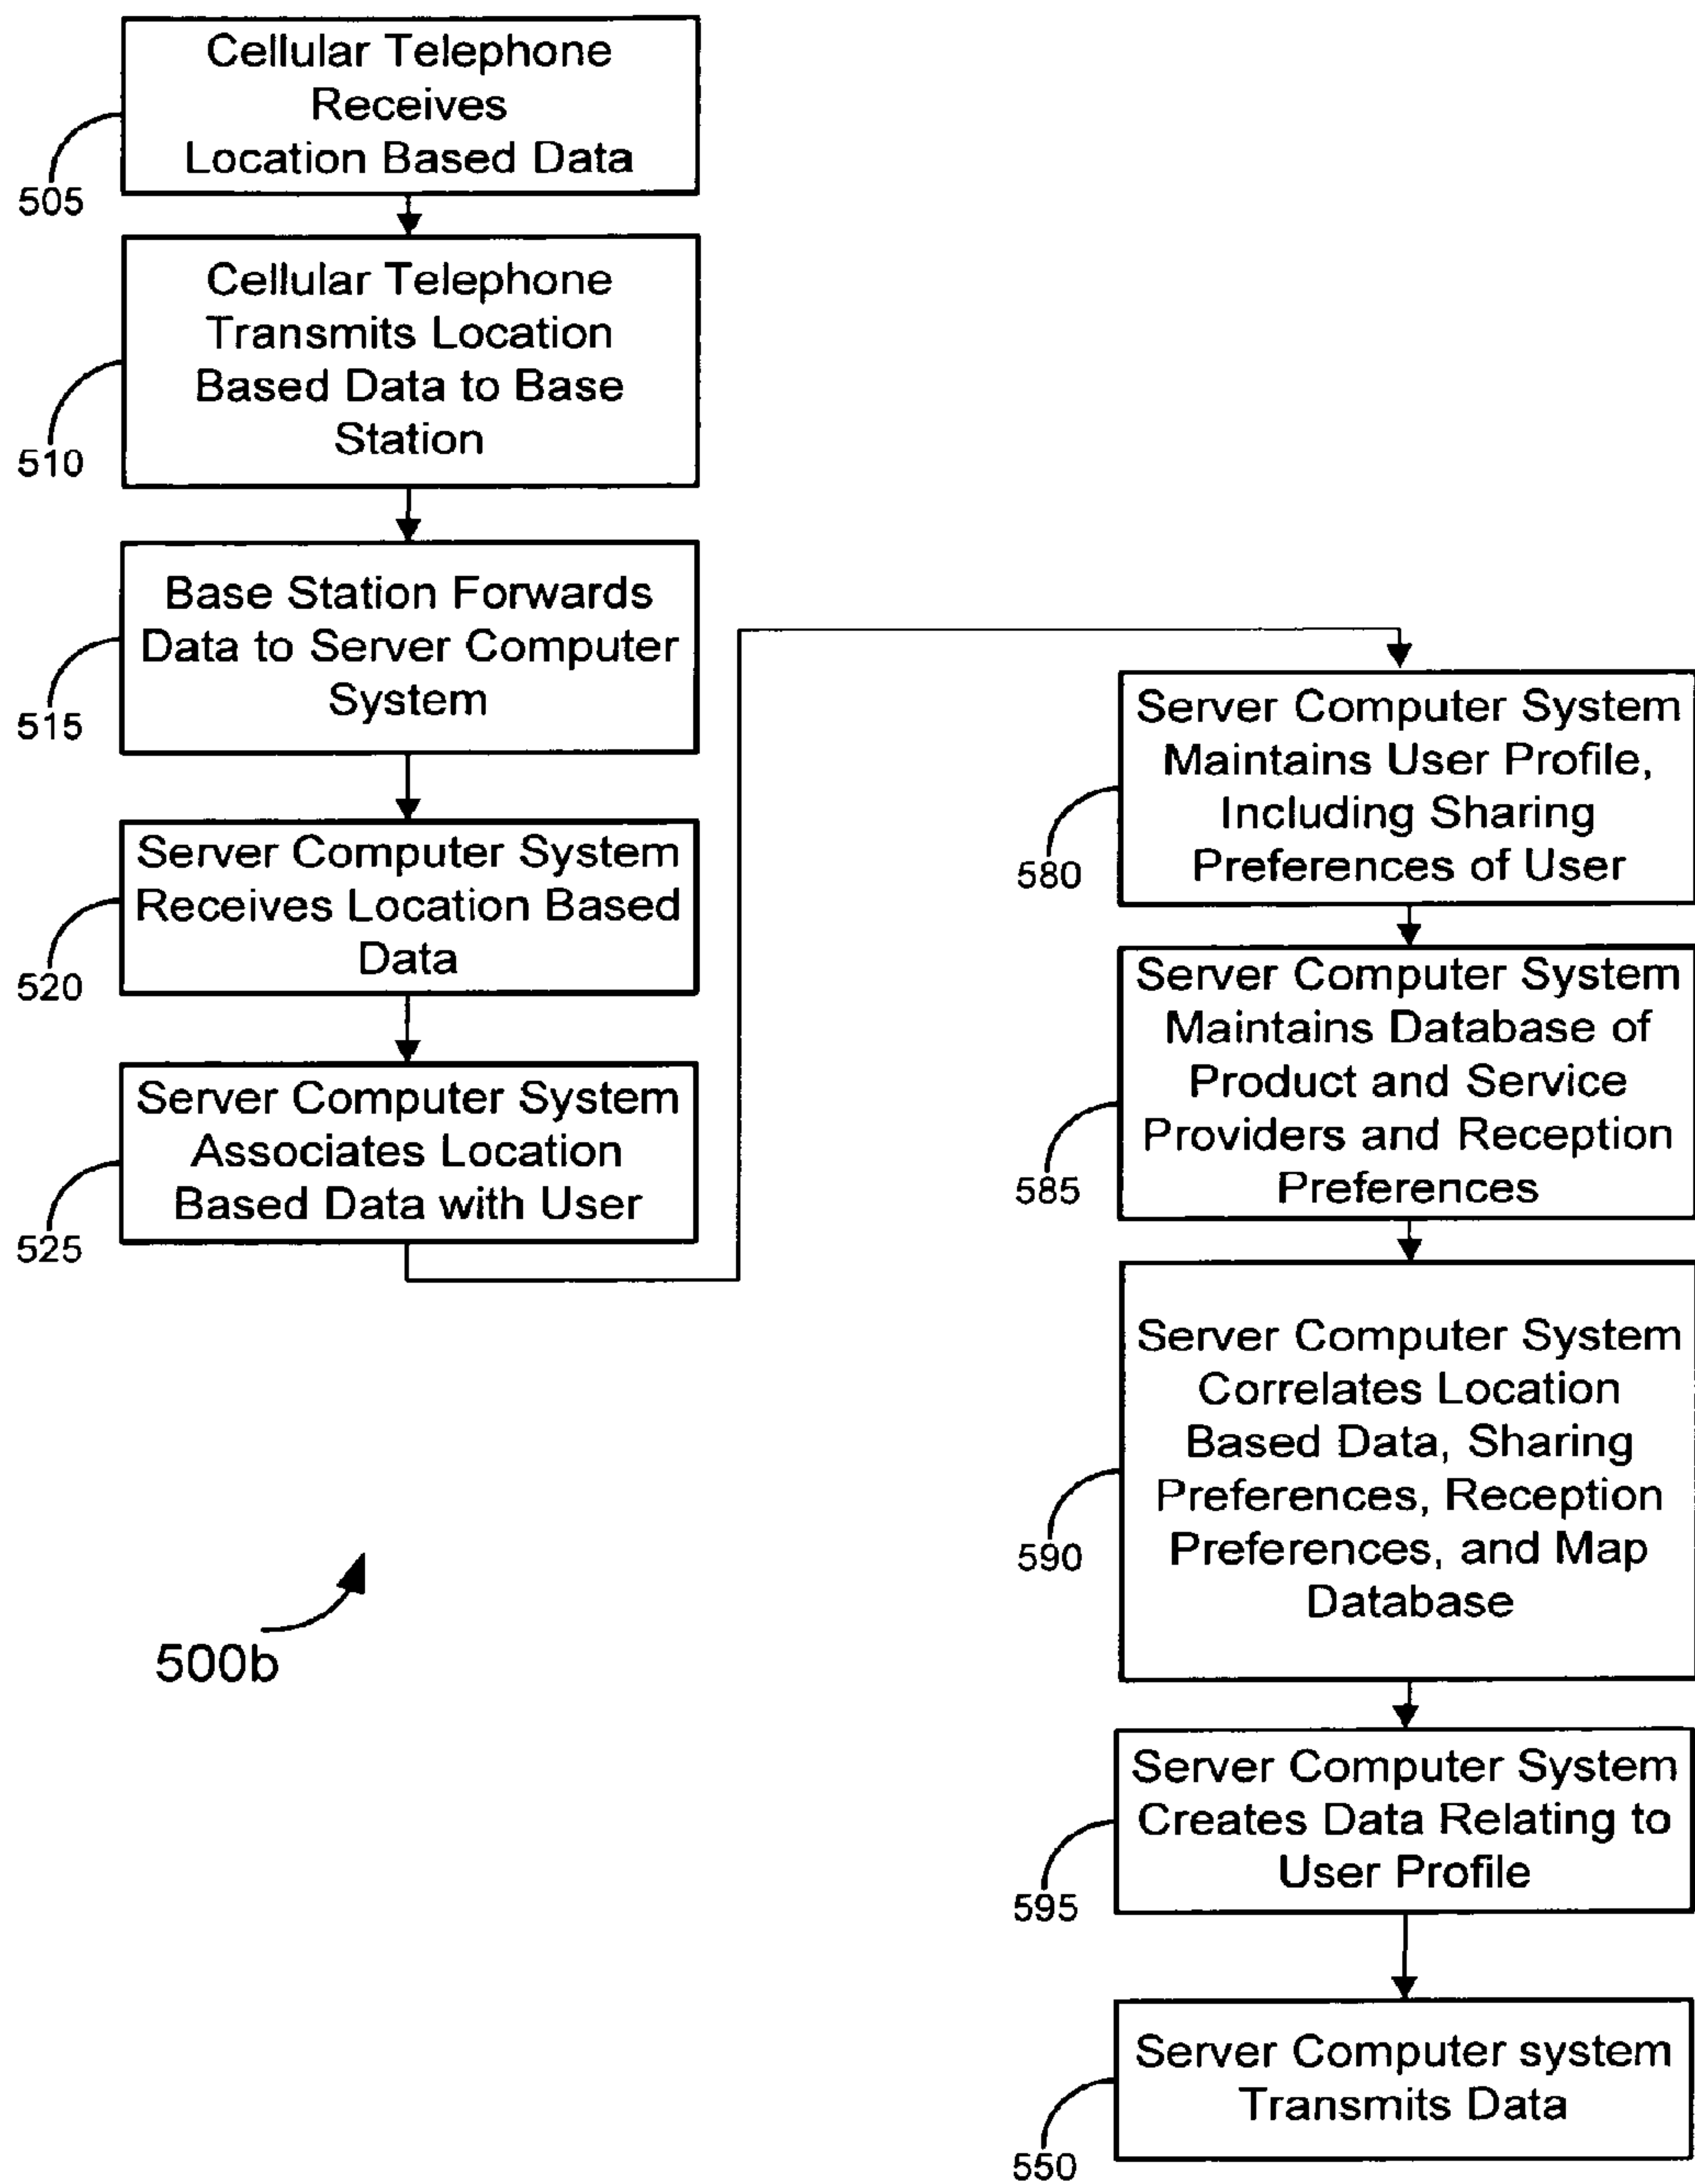 Cellular Telephone
Receives
Location Based Data
505
Cellular Telephone
Transmits Location
Based Data to Base
Station
510
Base Station Forwards
Data to Server Computer
System
515
Server Computer System
Receives Location Based
Data
520
Server Computer System
Associates Location
Based Data with User
525
Server Computer System
Maintains User Profile,
Including Sharing
Preferences of User
580
Server Computer System
Maintains Database of
Product and Service
Providers and Reception
Preferences
585
Server Computer System
Correlates Location
Based Data, Sharing
Preferences, Reception
Preferences, and Map
Database
590
Server Computer System
Creates Data Relating to
User Profile
595
Server Computer system
Transmits Data
550
500b